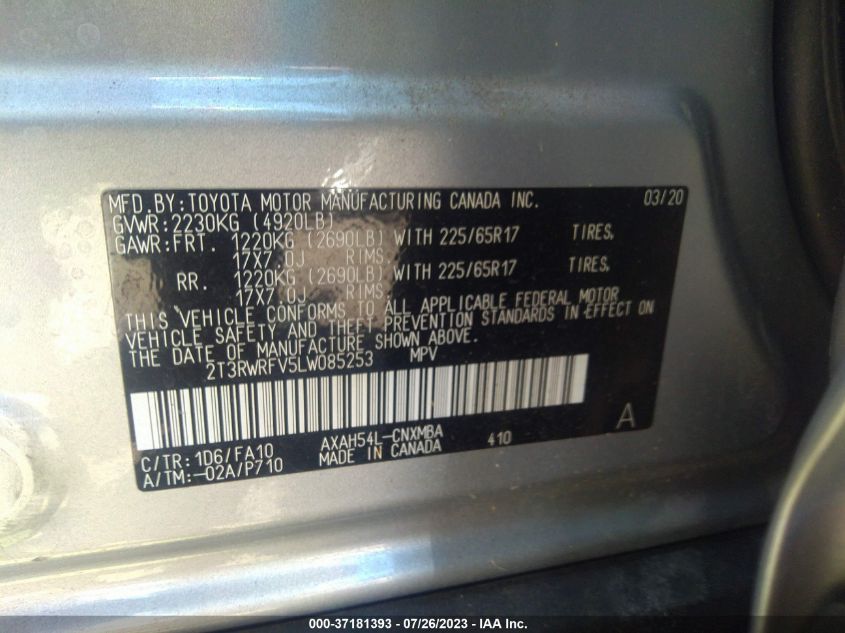 MFD.BY:TOYOTA MOTOR MANUFACTURING CANADA INC. 03/20
GVWR:2230KG (4920LB)
GAWR:FRT. 1220KG (2690LB) WITH 225/65R17 TIRES,
17X7.0J RIMS.
RR. 1220KG (2690LB) WITH 225/65R17 TIRES,
17X7.0J RIMS.
THIS VEHICLE CONFORMS TO ALL APPLICABLE FEDERAL MOTOR
VEHICLE SAFETY AND THEFT PREVENTION STANDARDS IN EFFECT ON
THE DATE OF MANUFACTURE SHOWN ABOVE.
2T3RWRFV5LW085253 MPV
A
C/TR:1D6/FA10 AXAH54L-CNXMBA 410
A/TM:-02A/P710 MADE IN CANADA
000-37181393 - 07/26/2023 - IAA Inc.